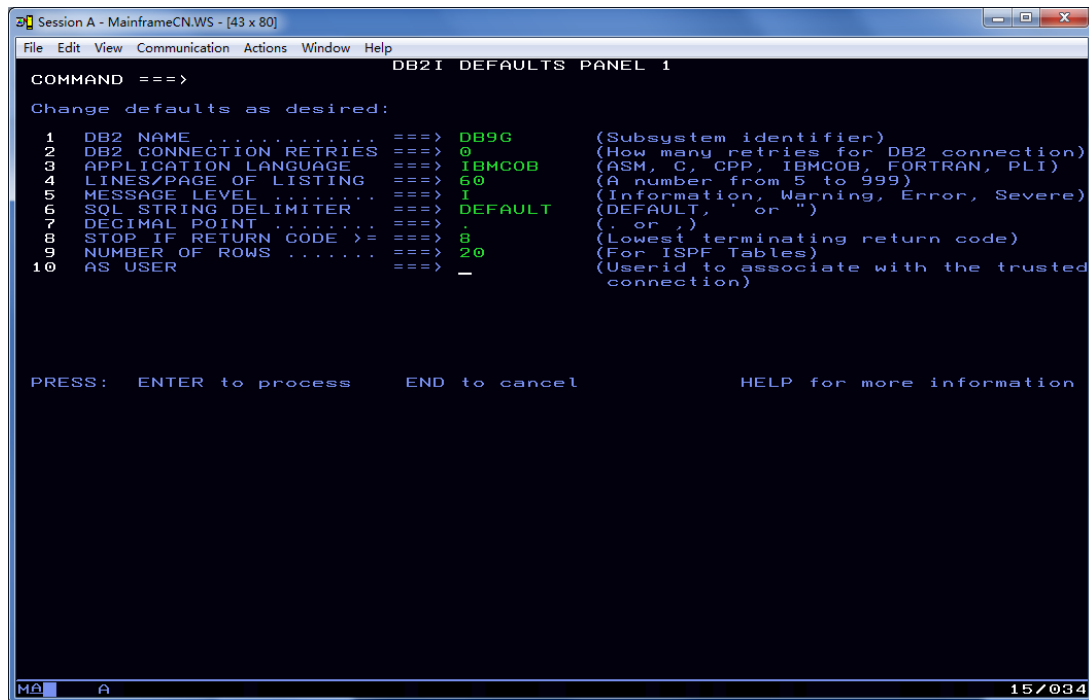 Session A - MainframeCN.WS - [43 x 80]
File Edit View Communication Actions Window Help
DB2I DEFAULTS PANEL 1
COMMAND ===>
Change defaults as desired:
1 DB2 NAME .............. ===> DB9G (Subsystem identifier)
2 DB2 CONNECTION RETRIES ===> 0 (How many retries for DB2 connection)
3 APPLICATION LANGUAGE ===> IBMCOB (ASM, C, CPP, IBMCOB, FORTRAN, PLI)
4 LINES/PAGE OF LISTING ===> 60 (A number from 5 to 999)
5 MESSAGE LEVEL ........ ===> I (Information, Warning, Error, Severe)
6 SQL STRING DELIMITER ===> DEFAULT (DEFAULT, ' or ")
7 DECIMAL POINT ........ ===> . (. or ,)
8 STOP IF RETURN CODE >= ===> 8 (Lowest terminating return code)
9 NUMBER OF ROWS ....... ===> 20 (For ISPF Tables)
10 AS USER ===> _ (Userid to associate with the trusted
connection)
PRESS: ENTER to process END to cancel HELP for more information
MA A 15/034